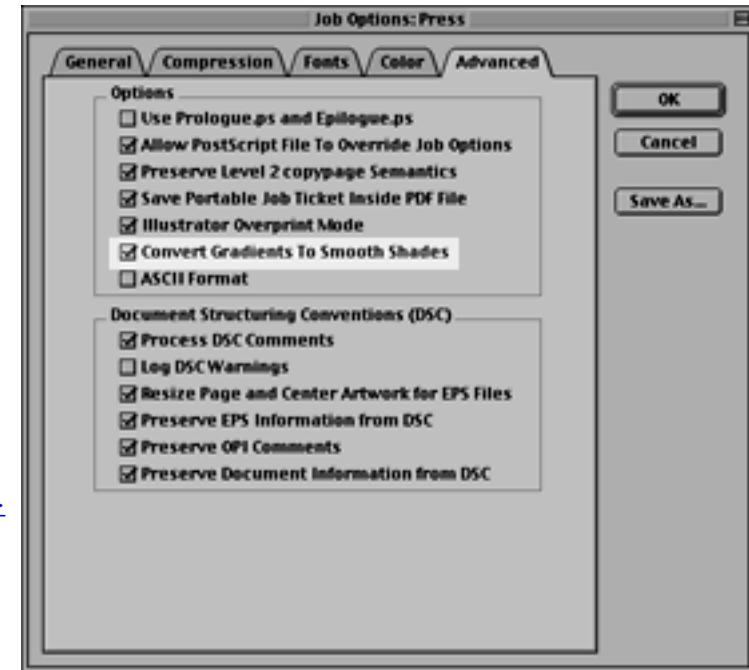 Job Options: Press
General Compression Fonts Color Advanced
Options
Use Prologue.ps and Epilogue.ps
Allow PostScript File To Override Job Options
Preserve Level 2 copypage Semantics
Save Portable Job Ticket Inside PDF File
Illustrator Overprint Mode
Convert Gradients To Smooth Shades
ASCII Format
Document Structuring Conventions (DSC)
Process DSC Comments
Log DSC Warnings
Resize Page and Center Artwork for EPS Files
Preserve EPS Information from DSC
Preserve OPI Comments
Preserve Document Information from DSC
OK
Cancel
Save As...